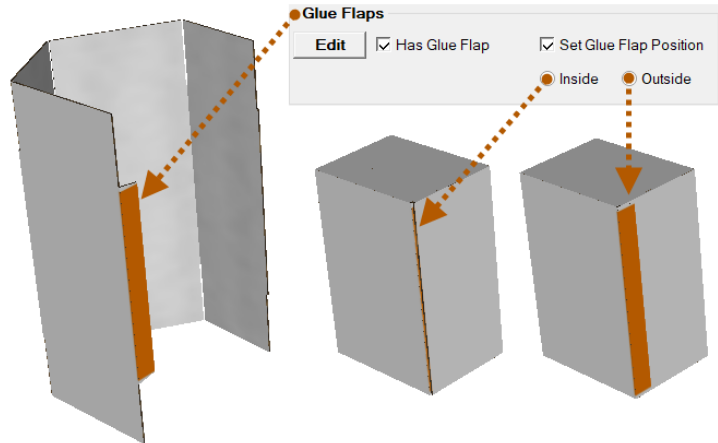 Glue Flaps
Edit Has Glue Flap Set Glue Flap Position
Inside Outside